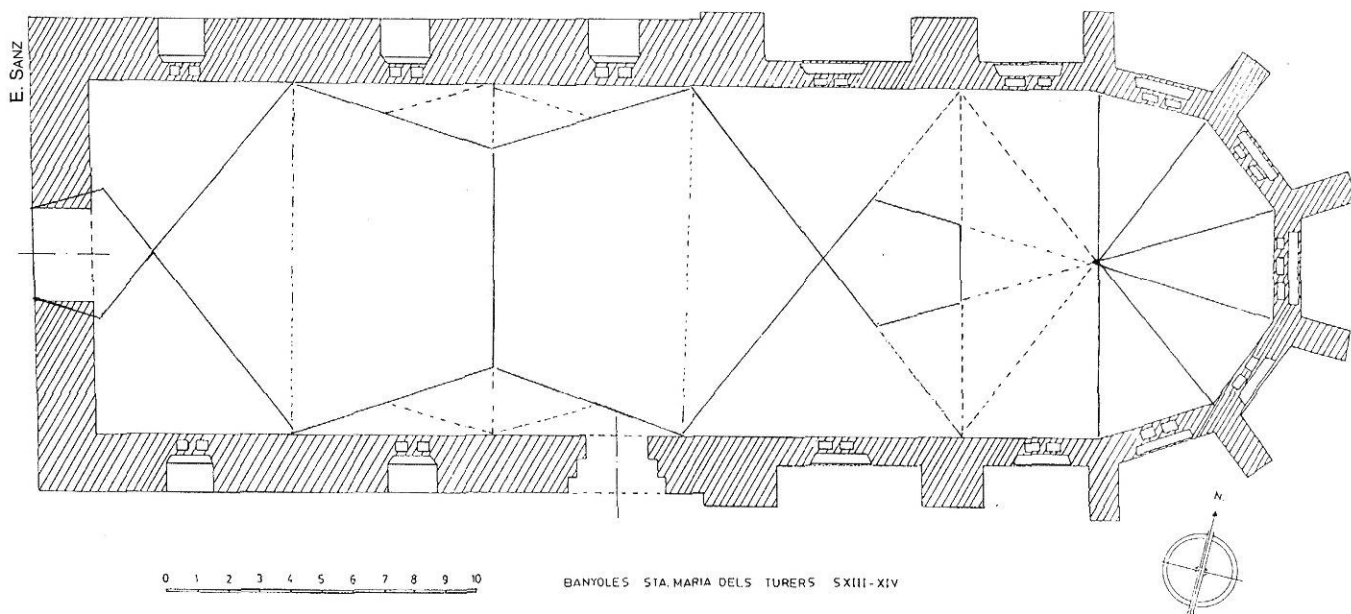 E. SANZ
N.
0 1 2 3 4 5 6 7 8 9 10
BANYOLES STA. MARIA DELS TURERS S XIII-XIV